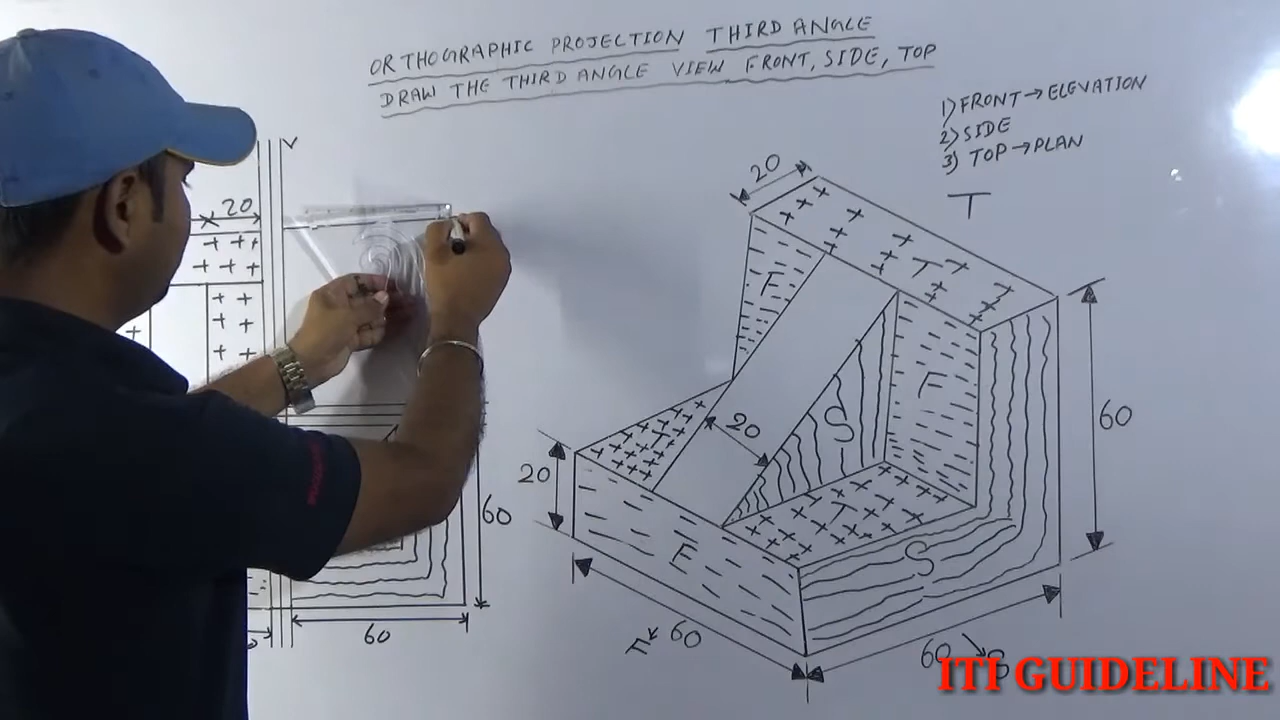 ORTHOGRAPHIC PROJECTION THIRD ANGLE
DRAW THE THIRD ANGLE VIEW FRONT, SIDE, TOP
1) FRONT → ELEVATION
2) SIDE
3) TOP → PLAN
T
20
20
T
F
F
60
S
20
T
20
T
F
S
60
60
F
60
60
S
ITI GUIDELINE